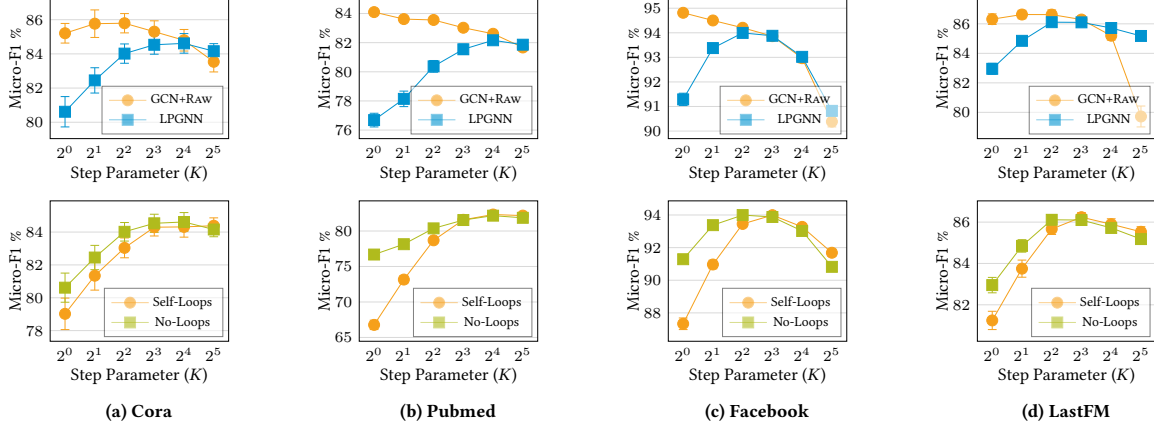 Micro-F1 %
86
84
82
80
GCN+Raw
LPGNN
2^0 2^1 2^2 2^3 2^4 2^5
Step Parameter (K)
Micro-F1 %
84
82
80
78
76
GCN+Raw
LPGNN
2^0 2^1 2^2 2^3 2^4 2^5
Step Parameter (K)
Micro-F1 %
95
94
93
92
91
90
GCN+Raw
LPGNN
2^0 2^1 2^2 2^3 2^4 2^5
Step Parameter (K)
Micro-F1 %
86
84
82
80
GCN+Raw
LPGNN
2^0 2^1 2^2 2^3 2^4 2^5
Step Parameter (K)
Micro-F1 %
84
82
80
78
Self-Loops
No-Loops
2^0 2^1 2^2 2^3 2^4 2^5
Step Parameter (K)
(a) Cora
Micro-F1 %
80
75
70
65
Self-Loops
No-Loops
2^0 2^1 2^2 2^3 2^4 2^5
Step Parameter (K)
(b) Pubmed
Micro-F1 %
94
92
90
88
Self-Loops
No-Loops
2^0 2^1 2^2 2^3 2^4 2^5
Step Parameter (K)
(c) Facebook
Micro-F1 %
86
84
82
Self-Loops
No-Loops
2^0 2^1 2^2 2^3 2^4 2^5
Step Parameter (K)
(d) LastFM